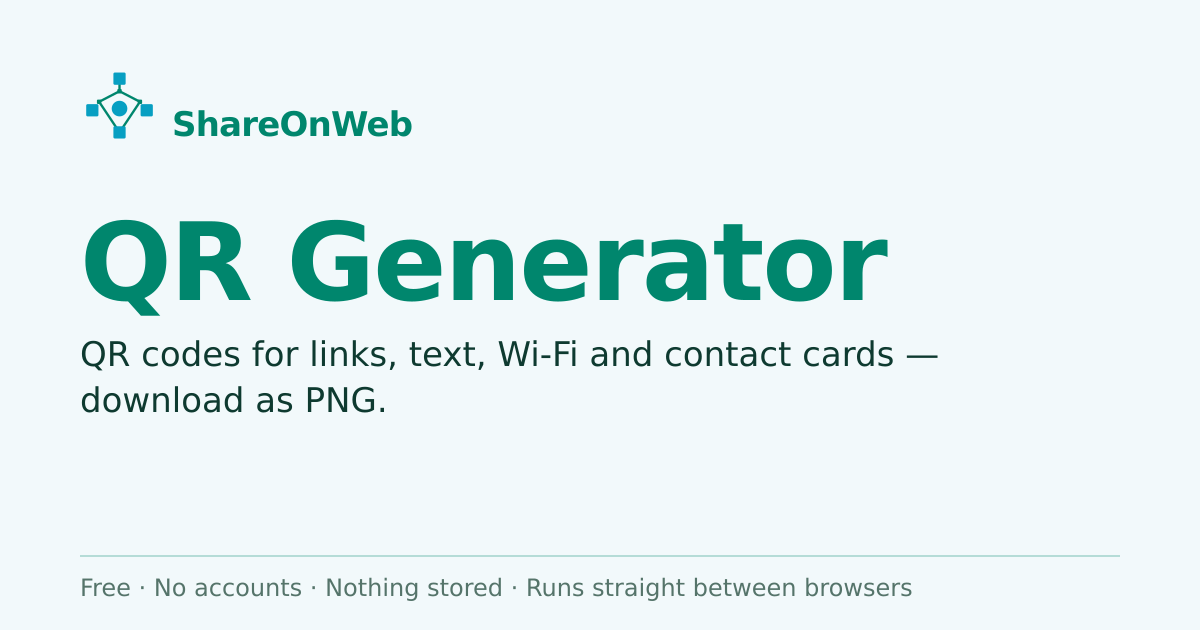 ShareOnWeb
QR Generator
QR codes for links, text, Wi-Fi and contact cards —
download as PNG.
Free · No accounts · Nothing stored · Runs straight between browsers